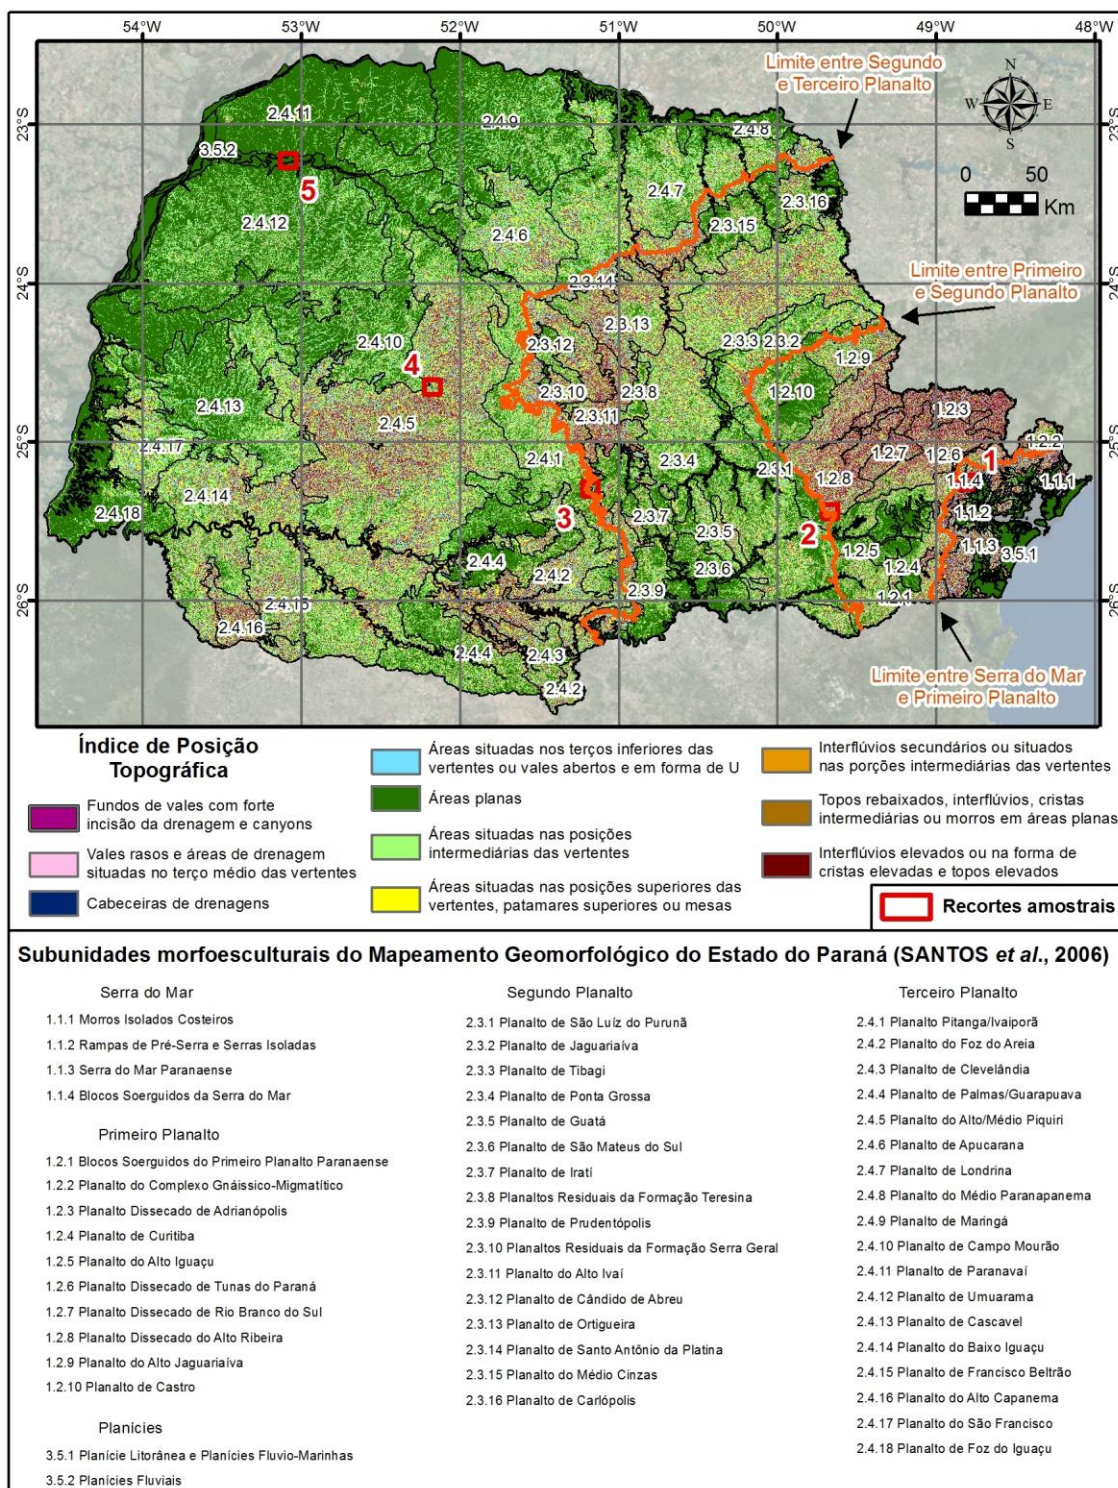 54°W 53°W 52°W 51°W 50°W 49°W 48°W
Limite entre Segundo
e Terceiro Planalto
N
W E
S
0 50
Km
23°S 23°S
24°S 24°S
25°S 25°S
26°S 26°S
2.4.11
2.4.9
2.4.8
3.5.2
5
2.4.7
2.3.16
2.4.12
2.4.6
2.3.15
Limite entre Primeiro
e Segundo Planalto
2.3.14
2.3.13
2.4.10
2.3.12
2.3.3
2.3.2
1.2.9
4
2.3.10
2.3.8
1.2.10
2.4.13
2.4.5
2.3.11
1.2.3
2.4.17
2.4.1
2.3.4
2.3.1
1.2.7
1.2.6
1
1.2.2
2.4.14
1.2.8
1.1.4
1.1.1
2.4.18
3
2.3.7
2
1.1.2
2.3.5
1.2.5
1.1.3
3.5.1
2.4.4
2.4.2
2.3.6
1.2.4
2.3.9
1.2.1
2.4.15
2.4.16
2.4.4
2.4.3
2.4.2
Limite entre Serra do Mar
e Primeiro Planalto
Índice de Posição
Topográfica
Fundos de vales com forte
incisão da drenagem e canyons
Vales rasos e áreas de drenagem
situadas no terço médio das vertentes
Cabeceiras de drenagens
Áreas situadas nos terços inferiores das
vertentes ou vales abertos e em forma de U
Áreas planas
Áreas situadas nas posições
intermediárias das vertentes
Áreas situadas nas posições superiores das
vertentes, patamares superiores ou mesas
Interflúvios secundários ou situados
nas porções intermediárias das vertentes
Topos rebaixados, interflúvios, cristas
intermediárias ou morros em áreas planas
Interflúvios elevados ou na forma de
cristas elevadas e topos elevados
Recortes amostrais
Subunidades morfoesculturais do Mapeamento Geomorfológico do Estado do Paraná (SANTOS et al., 2006)
Serra do Mar
1.1.1 Morros Isolados Costeiros
1.1.2 Rampas de Pré-Serra e Serras Isoladas
1.1.3 Serra do Mar Paranaense
1.1.4 Blocos Soerguidos da Serra do Mar
Primeiro Planalto
1.2.1 Blocos Soerguidos do Primeiro Planalto Paranaense
1.2.2 Planalto do Complexo Gnáissico-Migmatítico
1.2.3 Planalto Dissecado de Adrianópolis
1.2.4 Planalto de Curitiba
1.2.5 Planalto do Alto Iguaçu
1.2.6 Planalto Dissecado de Tunas do Paraná
1.2.7 Planalto Dissecado de Rio Branco do Sul
1.2.8 Planalto Dissecado do Alto Ribeira
1.2.9 Planalto do Alto Jaguariaíva
1.2.10 Planalto de Castro
Planícies
3.5.1 Planície Litorânea e Planícies Fluvio-Marinhas
3.5.2 Planícies Fluviais
Segundo Planalto
2.3.1 Planalto de São Luíz do Purunã
2.3.2 Planalto de Jaguariaíva
2.3.3 Planalto de Tibagi
2.3.4 Planalto de Ponta Grossa
2.3.5 Planalto de Guatá
2.3.6 Planalto de São Mateus do Sul
2.3.7 Planalto de Iratí
2.3.8 Planaltos Residuais da Formação Teresina
2.3.9 Planalto de Prudentópolis
2.3.10 Planaltos Residuais da Formação Serra Geral
2.3.11 Planalto do Alto Ivaí
2.3.12 Planalto de Cândido de Abreu
2.3.13 Planalto de Ortigueira
2.3.14 Planalto de Santo Antônio da Platina
2.3.15 Planalto do Médio Cinzas
2.3.16 Planalto de Carlópolis
Terceiro Planalto
2.4.1 Planalto Pitanga/Ivaiporã
2.4.2 Planalto do Foz do Areia
2.4.3 Planalto de Clevelândia
2.4.4 Planalto de Palmas/Guarapuava
2.4.5 Planalto do Alto/Médio Piquiri
2.4.6 Planalto de Apucarana
2.4.7 Planalto de Londrina
2.4.8 Planalto do Médio Paranapanema
2.4.9 Planalto de Maringá
2.4.10 Planalto de Campo Mourão
2.4.11 Planalto de Paranavaí
2.4.12 Planalto de Umuarama
2.4.13 Planalto de Cascavel
2.4.14 Planalto do Baixo Iguaçu
2.4.15 Planalto de Francisco Beltrão
2.4.16 Planalto do Alto Capanema
2.4.17 Planalto do São Francisco
2.4.18 Planalto de Foz do Iguaçu